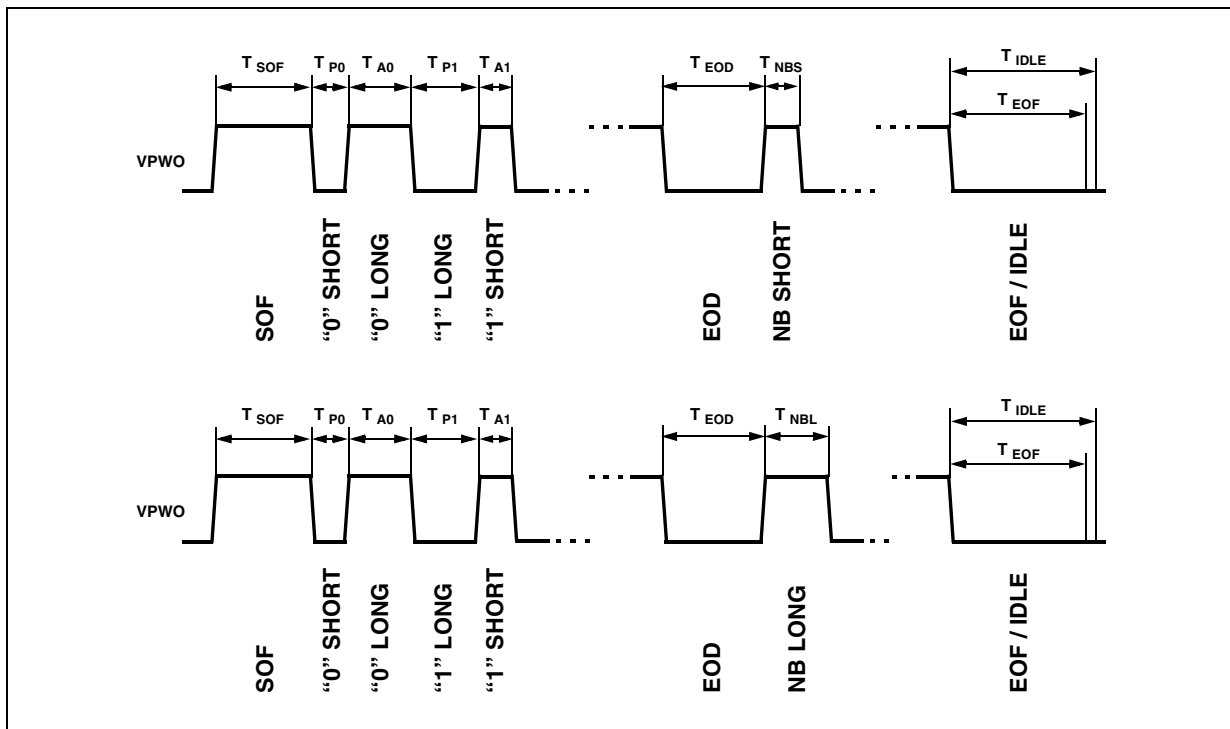 T SOF T P0 T A0 T P1 T A1 T EOD T NBS T IDLE
T EOF
VPWO
SOF “0” SHORT “0” LONG “1” LONG “1” SHORT EOD NB SHORT EOF / IDLE
T SOF T P0 T A0 T P1 T A1 T EOD T NBL T IDLE
T EOF
VPWO
SOF “0” SHORT “0” LONG “1” LONG “1” SHORT EOD NB LONG EOF / IDLE